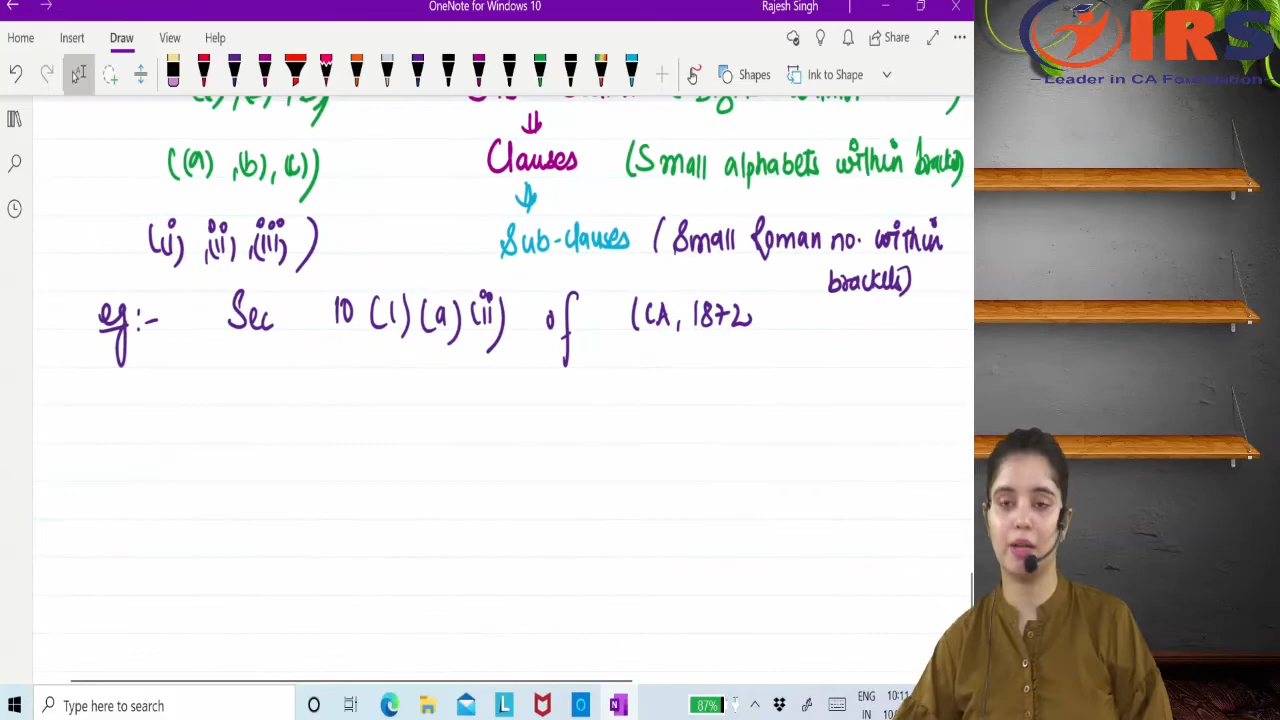 OneNote for Windows 10
Rajesh Singh
Home Insert Draw View Help
Share
Shapes
Ink to Shape
IRS
Leader in CA Foundation
((a), (b), (c))
Clauses (Small alphabets within brackets)
(i), (ii), (iii))
Sub-clauses (Small Roman no. within
brackets)
eg:- Sec 10 (1) (a) (ii) of ICA, 1872
Type here to search
87%
ENG
IN
10:11